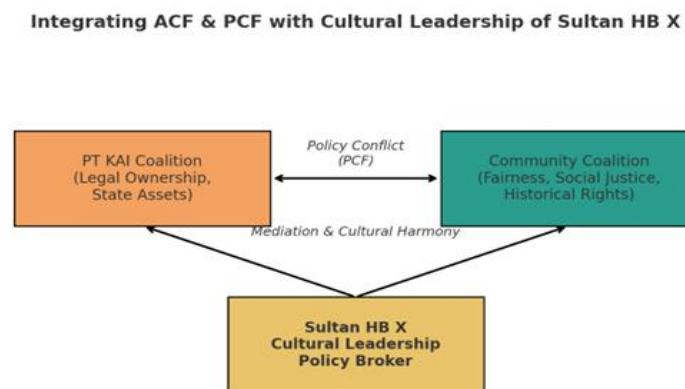 Integrating ACF & PCF with Cultural Leadership of Sultan HB X
PT KAI Coalition
(Legal Ownership,
State Assets)
Policy Conflict
(PCF)
Community Coalition
(Fairness, Social Justice,
Historical Rights)
Mediation & Cultural Harmony
Sultan HB X
Cultural Leadership
Policy Broker